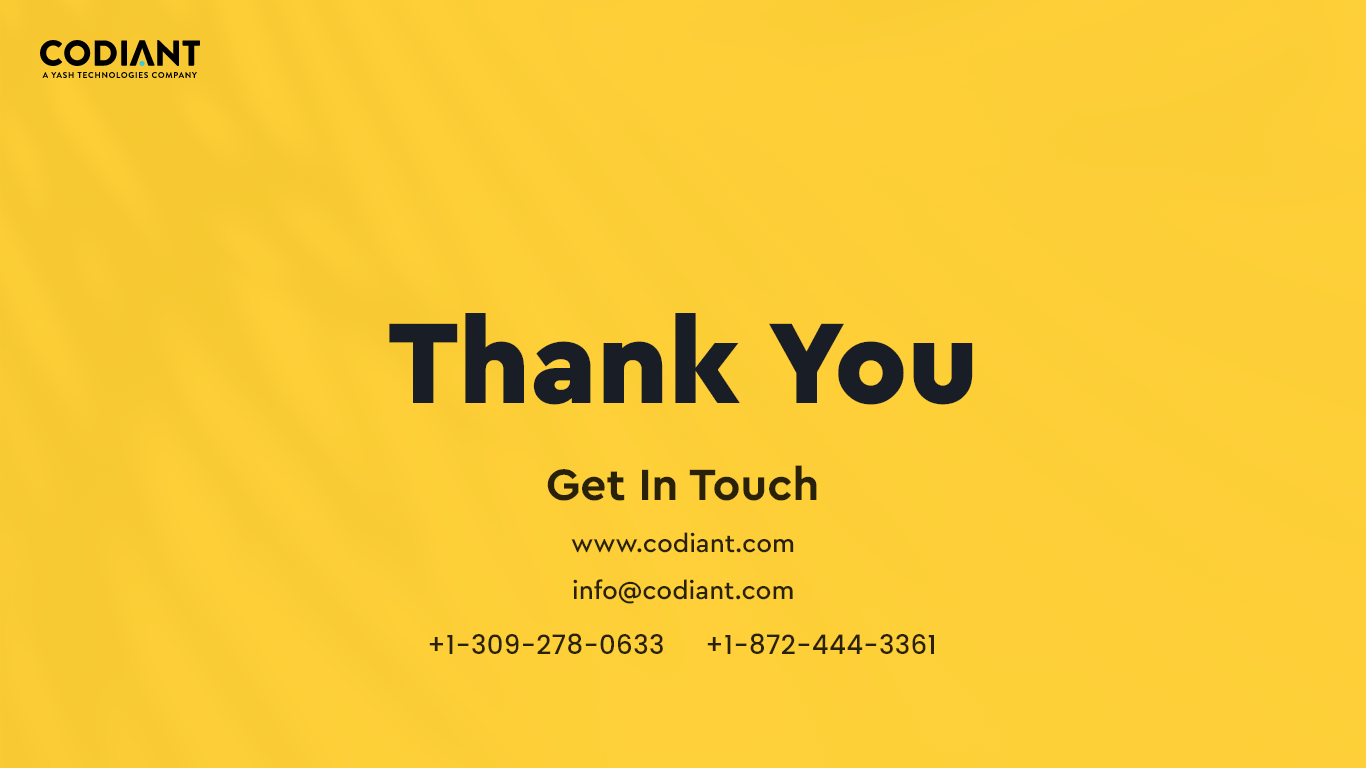 CODIANT
A YASH TECHNOLOGIES COMPANY
Thank You
Get In Touch
www.codiant.com
info@codiant.com
+1-309-278-0633 +1-872-444-3361